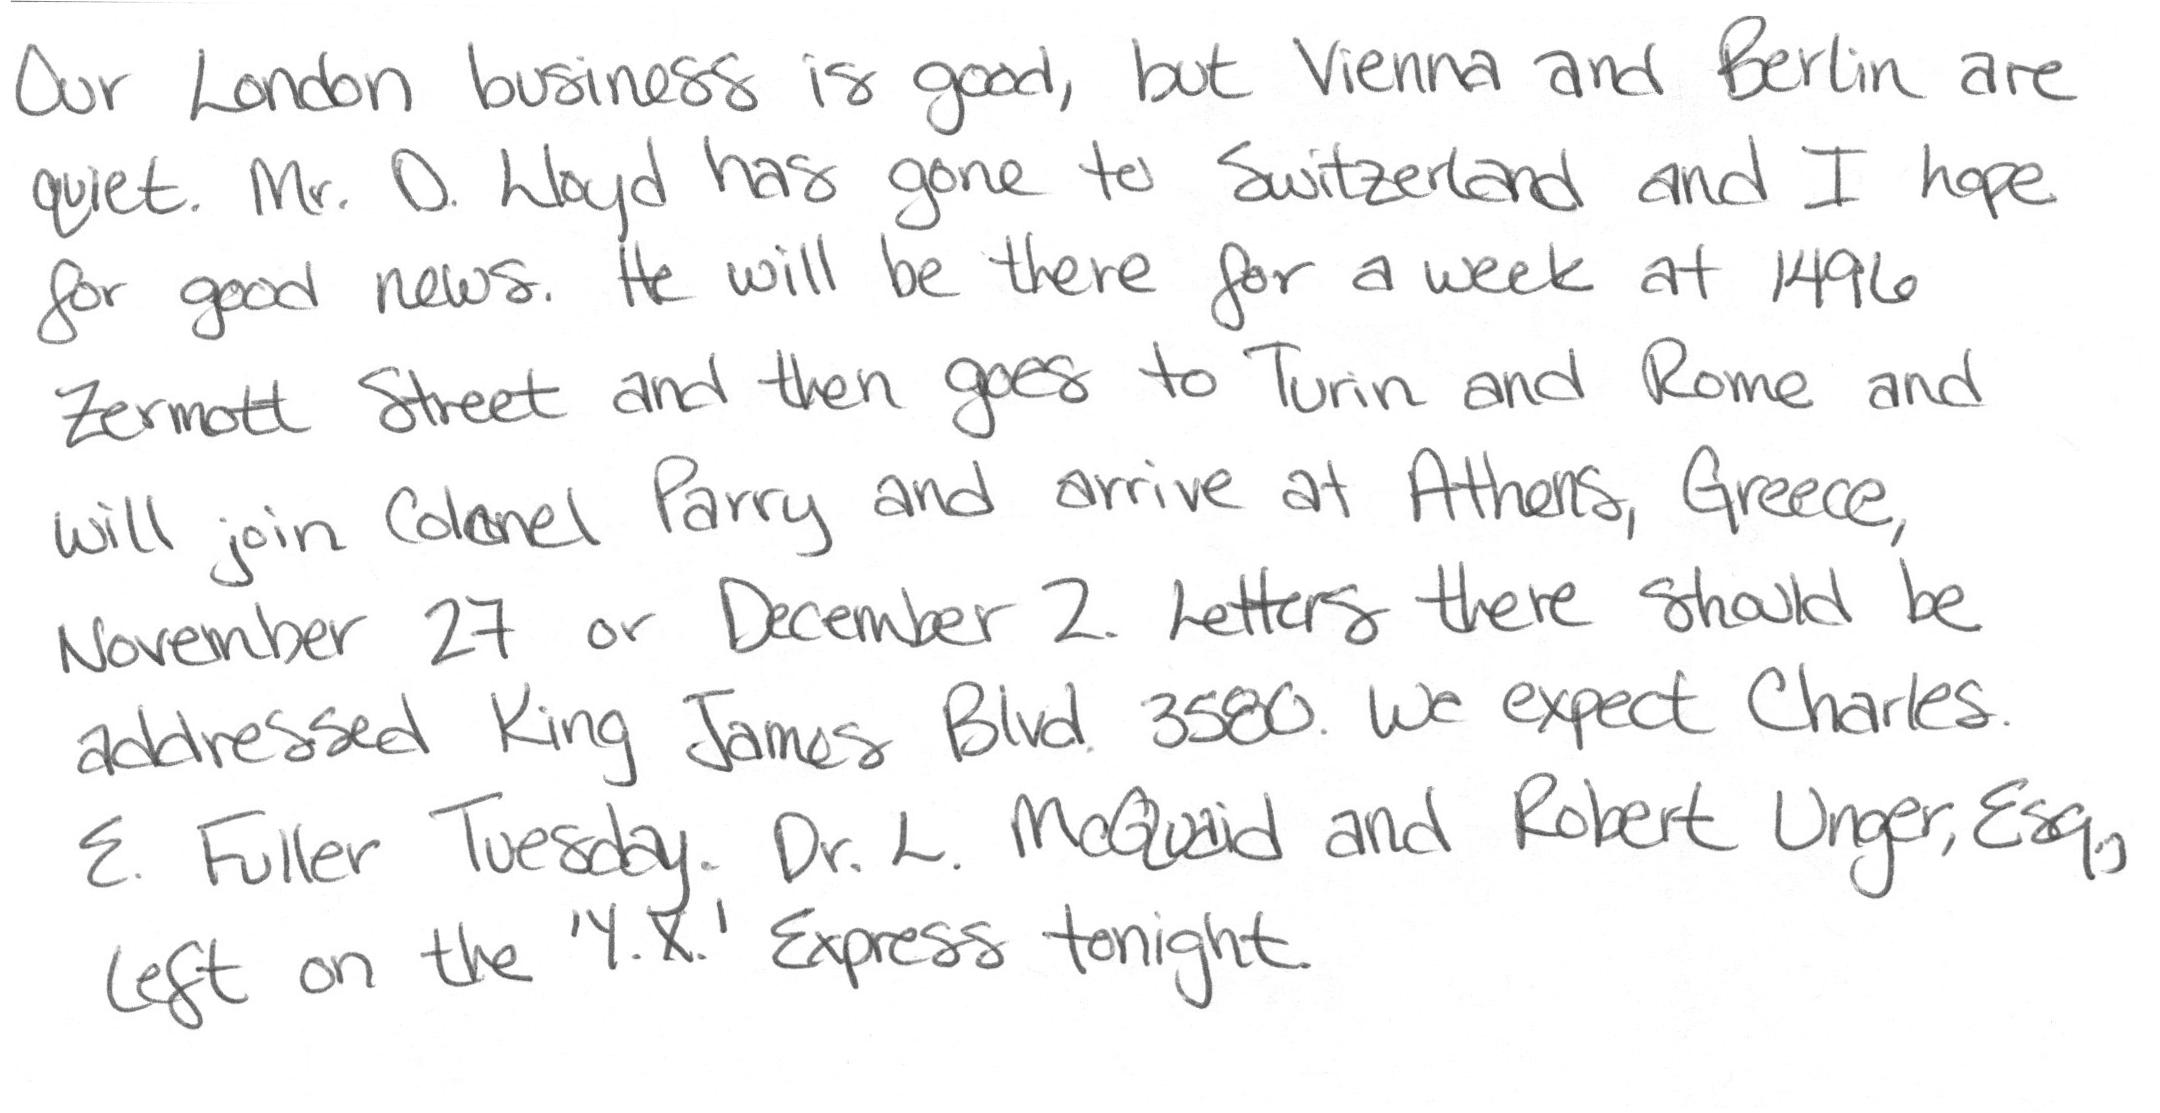 Our London business is good, but Vienna and Berlin are
quiet. Mr. D. Lloyd has gone to Switzerland and I hope
for good news. He will be there for a week at 1496
Zermott Street and then goes to Turin and Rome and
will join Colonel Parry and arrive at Athens, Greece,
November 27 or December 2. Letters there should be
addressed King James Blvd. 3580. We expect Charles.
E. Fuller Tuesday. Dr. L. McQuaid and Robert Unger, Esq.,
left on the 'Y.X.' Express tonight.